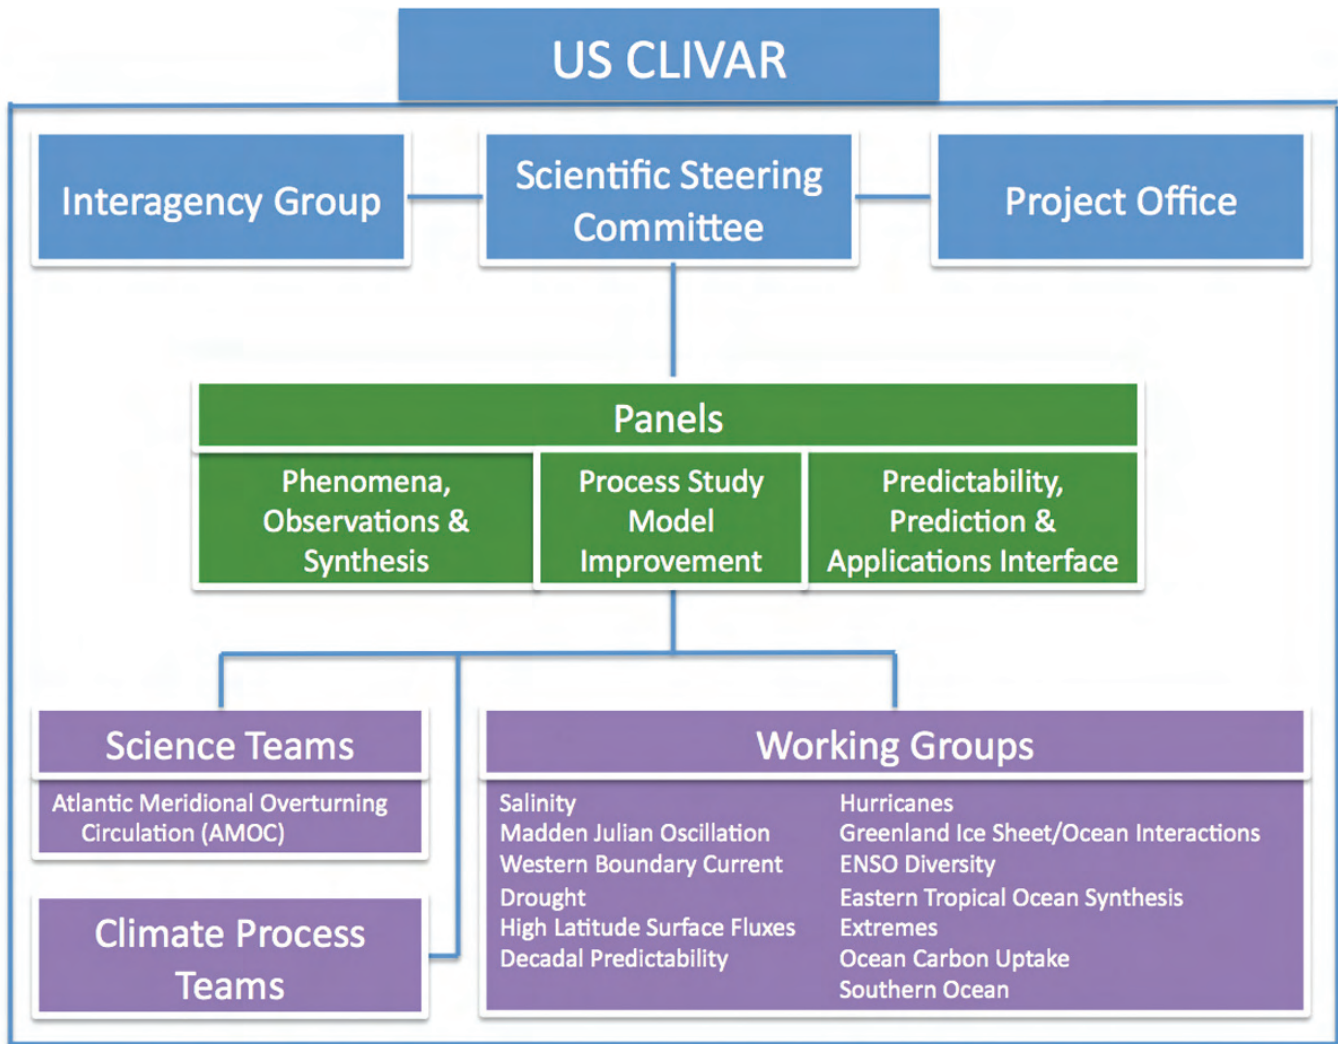 US CLIVAR
Interagency Group
Scientific Steering
Committee
Project Office
Panels
Phenomena,
Observations &
Synthesis
Process Study
Model
Improvement
Predictability,
Prediction &
Applications Interface
Science Teams
Atlantic Meridional Overturning
Circulation (AMOC)
Climate Process
Teams
Working Groups
Salinity
Madden Julian Oscillation
Western Boundary Current
Drought
High Latitude Surface Fluxes
Decadal Predictability
Hurricanes
Greenland Ice Sheet/Ocean Interactions
ENSO Diversity
Eastern Tropical Ocean Synthesis
Extremes
Ocean Carbon Uptake
Southern Ocean